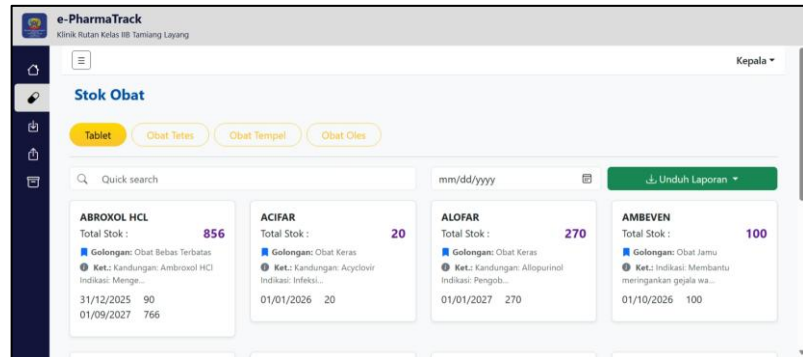 e-PharmaTrack
Klinik Rutan Kelas IIB Tamiang Layang
Kepala
Stok Obat
Tablet
Obat Tetes
Obat Tempel
Obat Oles
Quick search
mm/dd/yyyy
Unduh Laporan
ABROXOL HCL
Total Stok : 856
Golongan: Obat Bebas Terbatas
Ket.: Kandungan: Ambroxol HCl
Indikasi: Menge...
31/12/2025 90
01/09/2027 766
ACIFAR
Total Stok : 20
Golongan: Obat Keras
Ket.: Kandungan: Acyclovir
Indikasi: Infeksi...
01/01/2026 20
ALOFAR
Total Stok : 270
Golongan: Obat Keras
Ket.: Kandungan: Allopurinol
Indikasi: Pengob...
01/01/2027 270
AMBEVEN
Total Stok : 100
Golongan: Obat Jamu
Ket.: Indikasi: Membantu
meringankan gejala wa...
01/10/2026 100